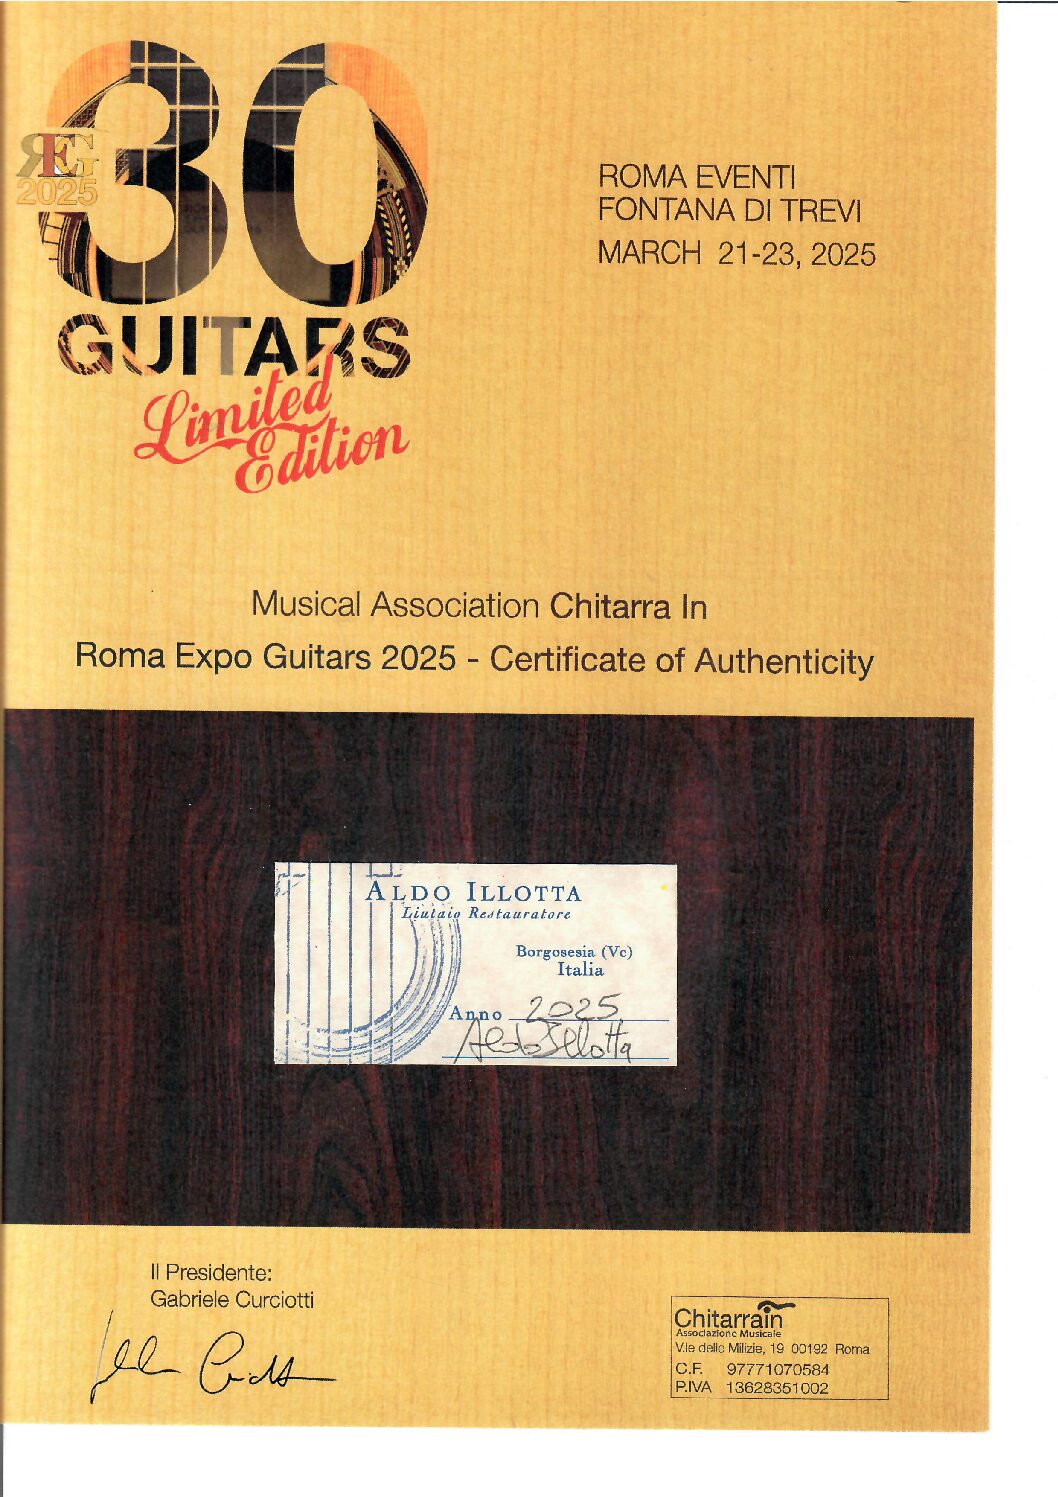 30
REG
2025
GUITARS
Limited
Edition
ROMA EVENTI
FONTANA DI TREVI
MARCH 21-23, 2025
Musical Association Chitarra In
Roma Expo Guitars 2025 - Certificate of Authenticity
ALDO ILLOTTA
Liutaio Restauratore
Borgosesia (Vc)
Italia
Anno 2025
Aldo Illotta
Il Presidente:
Gabriele Curciotti
Chitarrain
Associazione Musicale
V.le delle Milizie, 19 00192 Roma
C.F. 97771070584
P.IVA 13628351002